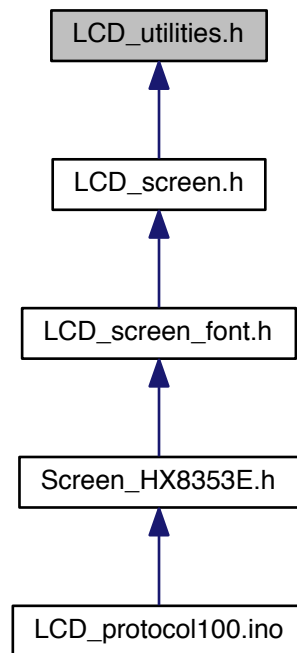 LCD_utilities.h
LCD_screen.h
LCD_screen_font.h
Screen_HX8353E.h
LCD_protocol100.ino